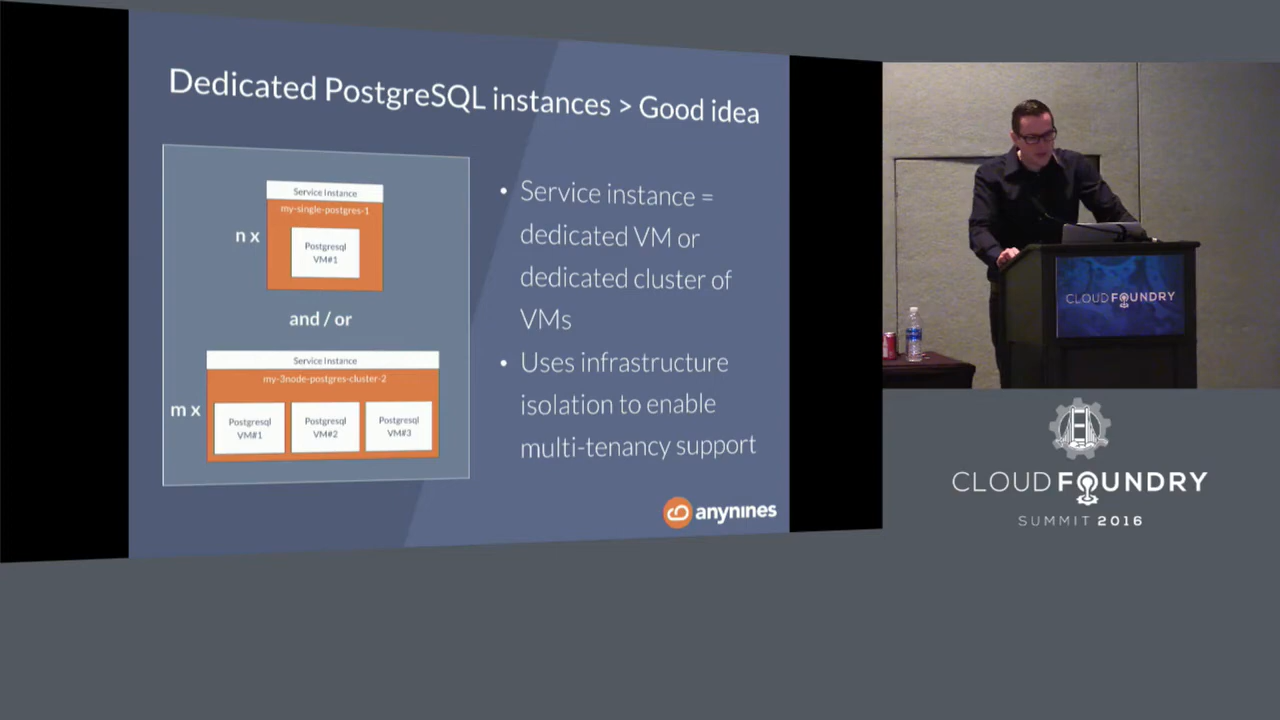 Dedicated PostgreSQL instances > Good idea
Service Instance
my-single-postgres-1
n x
Postgresql
VM#1
and / or
Service Instance
my-3node-postgres-cluster-2
m x
Postgresql
VM#1
Postgresql
VM#2
Postgresql
VM#3
• Service instance =
dedicated VM or
dedicated cluster of
VMs
• Uses infrastructure
isolation to enable
multi-tenancy support
anynines
CLOUD FOUNDRY
CLOUD FOUNDRY
SUMMIT 2016